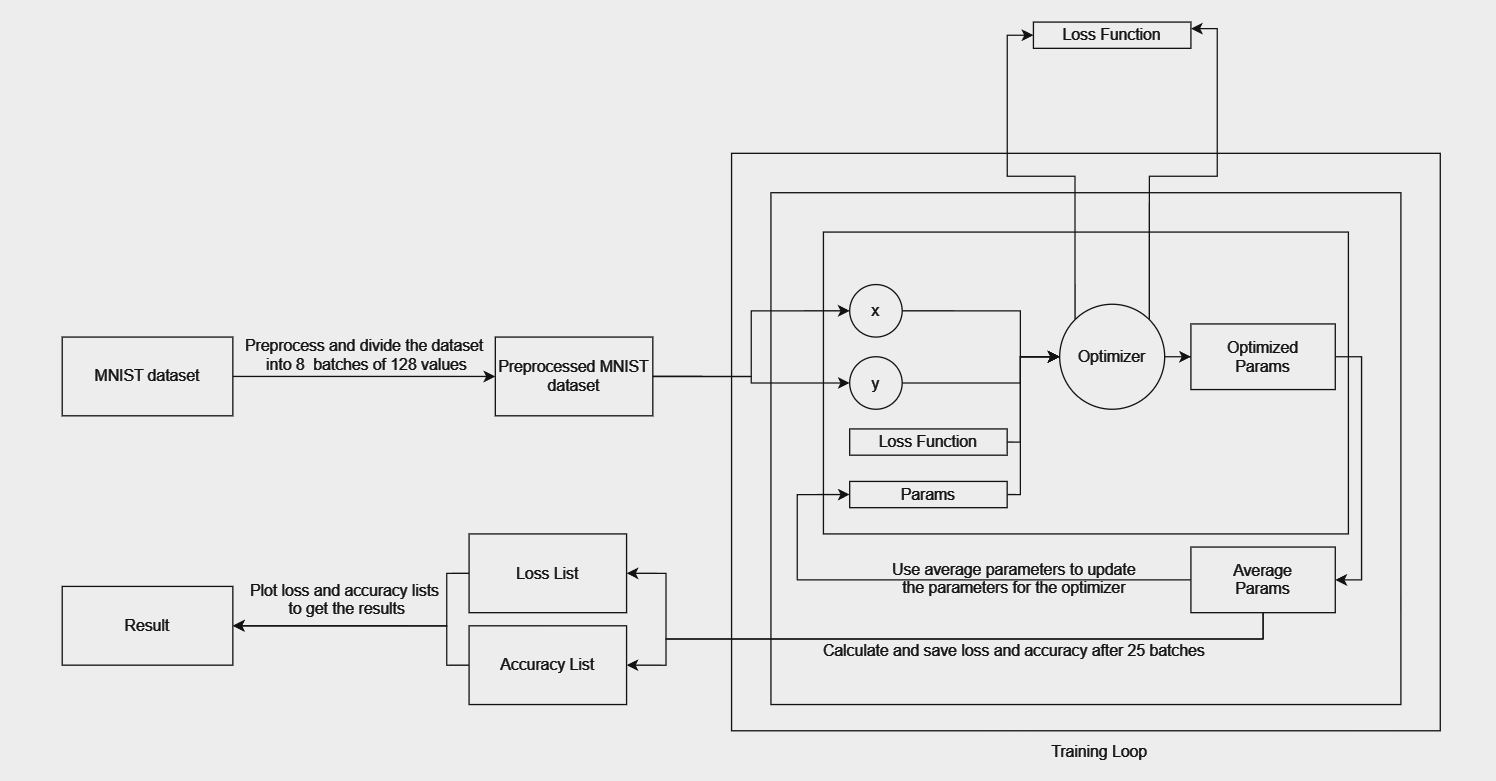 Loss Function
Preprocess and divide the dataset
into 8  batches of 128 values
MNIST dataset
Preprocessed MNIST
dataset
x
y
Loss Function
Params
Optimizer
Optimized
Params
Use average parameters to update
the parameters for the optimizer
Average
Params
Calculate and save loss and accuracy after 25 batches
Loss List
Accuracy List
Plot loss and accuracy lists
to get the results
Result
Training Loop